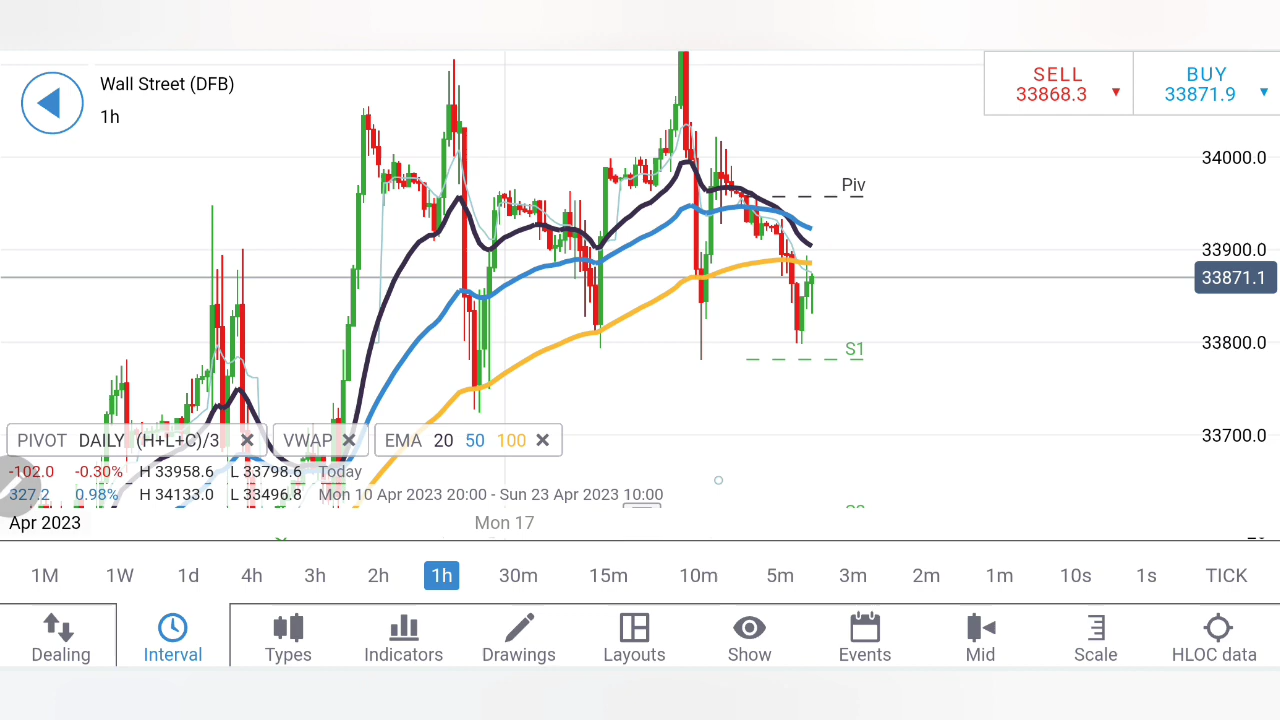 Wall Street (DFB)
1h
SELL
33868.3
BUY
33871.9
34000.0
Piv
33900.0
33871.1
33800.0
S1
33700.0
PIVOT DAILY (H+L+C)/3
VWAP
EMA 20 50 100
-102.0 -0.30% H 33958.6 L 33798.6 Today
327.2 0.98% H 34133.0 L 33496.8 Mon 10 Apr 2023 20:00 - Sun 23 Apr 2023 10:00
Apr 2023 Mon 17
1M 1W 1d 4h 3h 2h 1h 30m 15m 10m 5m 3m 2m 1m 10s 1s TICK
Dealing Interval Types Indicators Drawings Layouts Show Events Mid Scale HLOC data